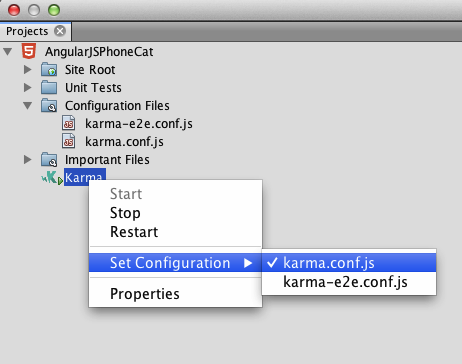 Projects
AngularJSPhoneCat
Site Root
Unit Tests
Configuration Files
karma-e2e.conf.js
karma.conf.js
Important Files
Karma
Start
Stop
Restart
Set Configuration
karma.conf.js
karma-e2e.conf.js
Properties